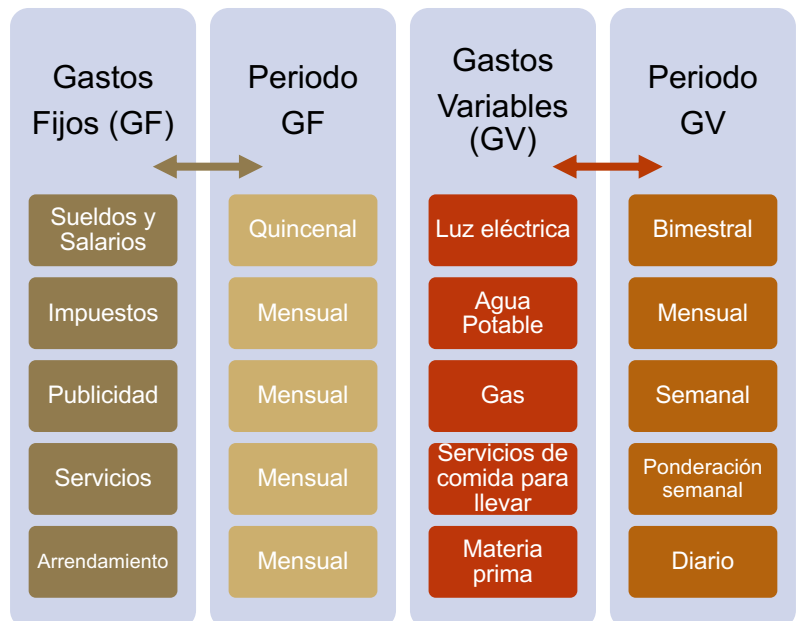 Gastos
Fijos (GF)
Sueldos y
Salarios
Impuestos
Publicidad
Servicios
Arrendamiento
Periodo
GF
Quincenal
Mensual
Mensual
Mensual
Mensual
Gastos
Variables
(GV)
Luz eléctrica
Agua
Potable
Gas
Servicios de
comida para
llevar
Materia
prima
Periodo
GV
Bimestral
Mensual
Semanal
Ponderación
semanal
Diario